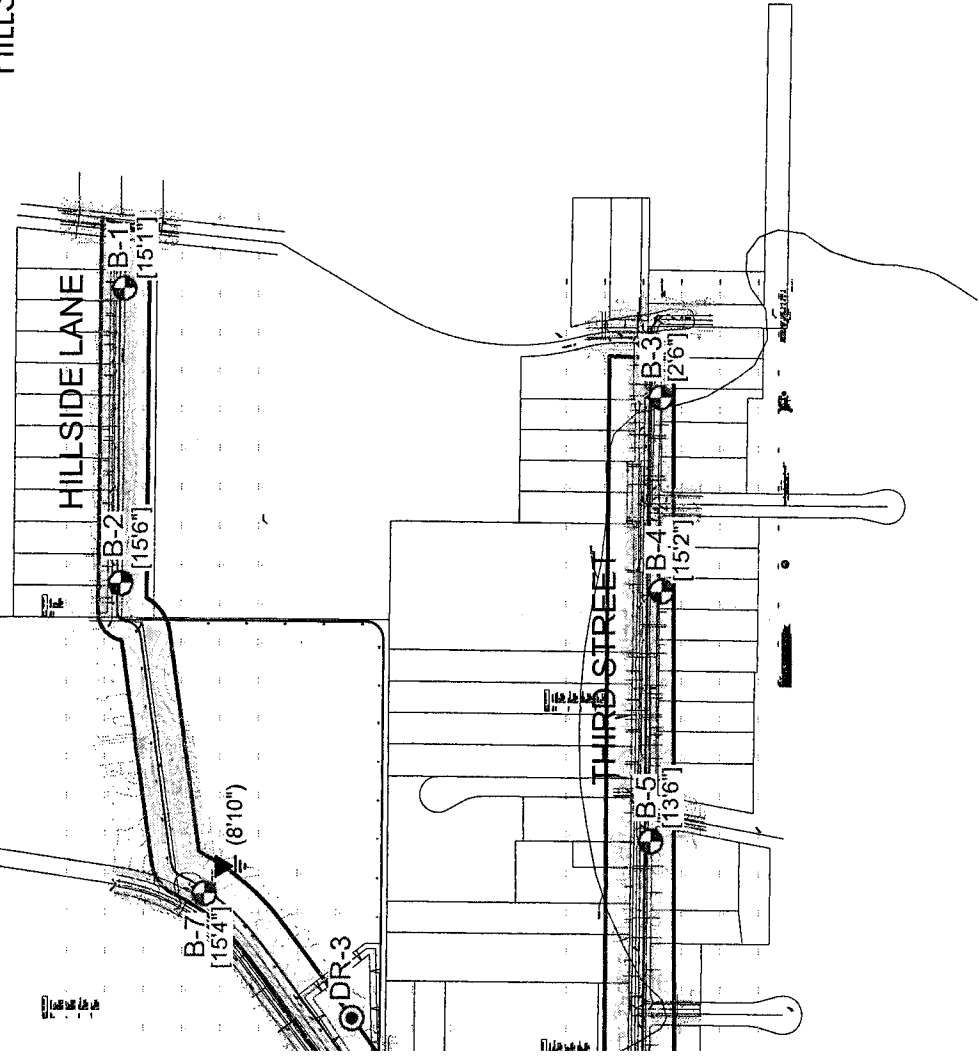 HILLS
HILLSIDE LANE
B-1
[15'1"]
B-2
[15'6"]
B-7
[15'4"]
(8'10")
DR-3
THIRD STREET
B-3
[2'6"]
B-4
[15'2"]
B-5
[13'6"]